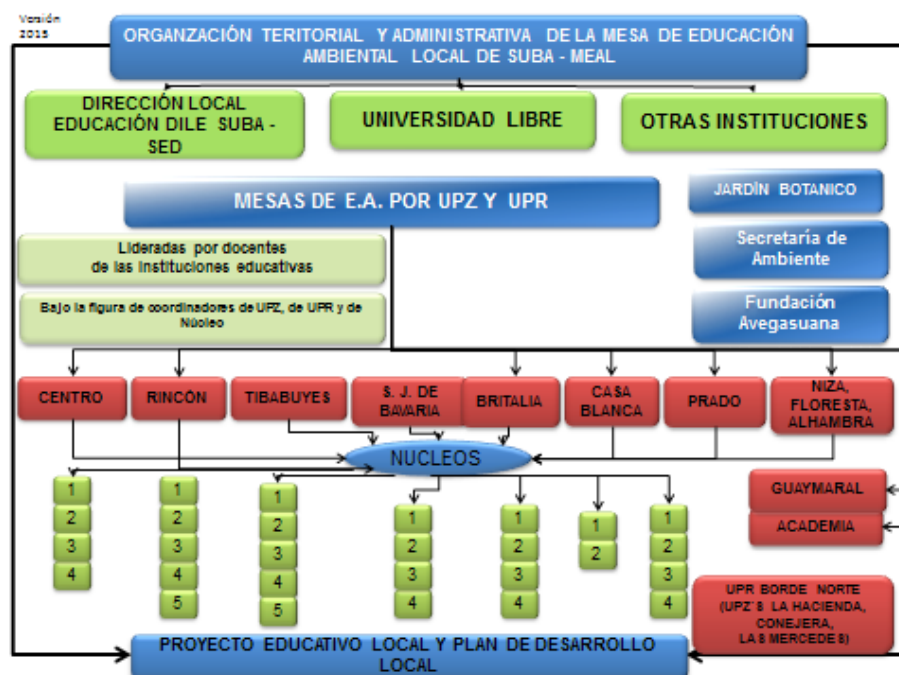 Versión
2015
ORGANZACIÓN TERITORIAL Y ADMINISTRATIVA DE LA MESA DE EDUCACIÓN
AMBIENTAL LOCAL DE SUBA - MEAL
DIRECCIÓN LOCAL
EDUCACIÓN DILE SUBA -
SED
UNIVERSIDAD LIBRE
OTRAS INSTITUCIONES
MESAS DE E.A. POR UPZ Y UPR
JARDÍN BOTANICO
Lideradas por docentes
de las instituciones educativas
Secretaría de
Ambiente
Bajo la figura de coordinadores de UPZ, de UPR y de
Núcleo
Fundación
Avegasuana
CENTRO
RINCÓN
TIBABUYES
S. J. DE
BAVARIA
BRITALIA
CASA
BLANCA
PRADO
NIZA,
FLORESTA,
ALHAMBRA
NUCLEOS
1
2
3
4
1
2
3
4
5
1
2
3
4
5
1
2
3
4
1
2
3
4
1
2
1
2
3
4
GUAYMARAL
ACADEMIA
UPR BORDE NORTE
(UPZ´S LA HACIENDA,
CONEJERA,
LAS MERCEDES)
PROYECTO EDUCATIVO LOCAL Y PLAN DE DESARROLLO
LOCAL